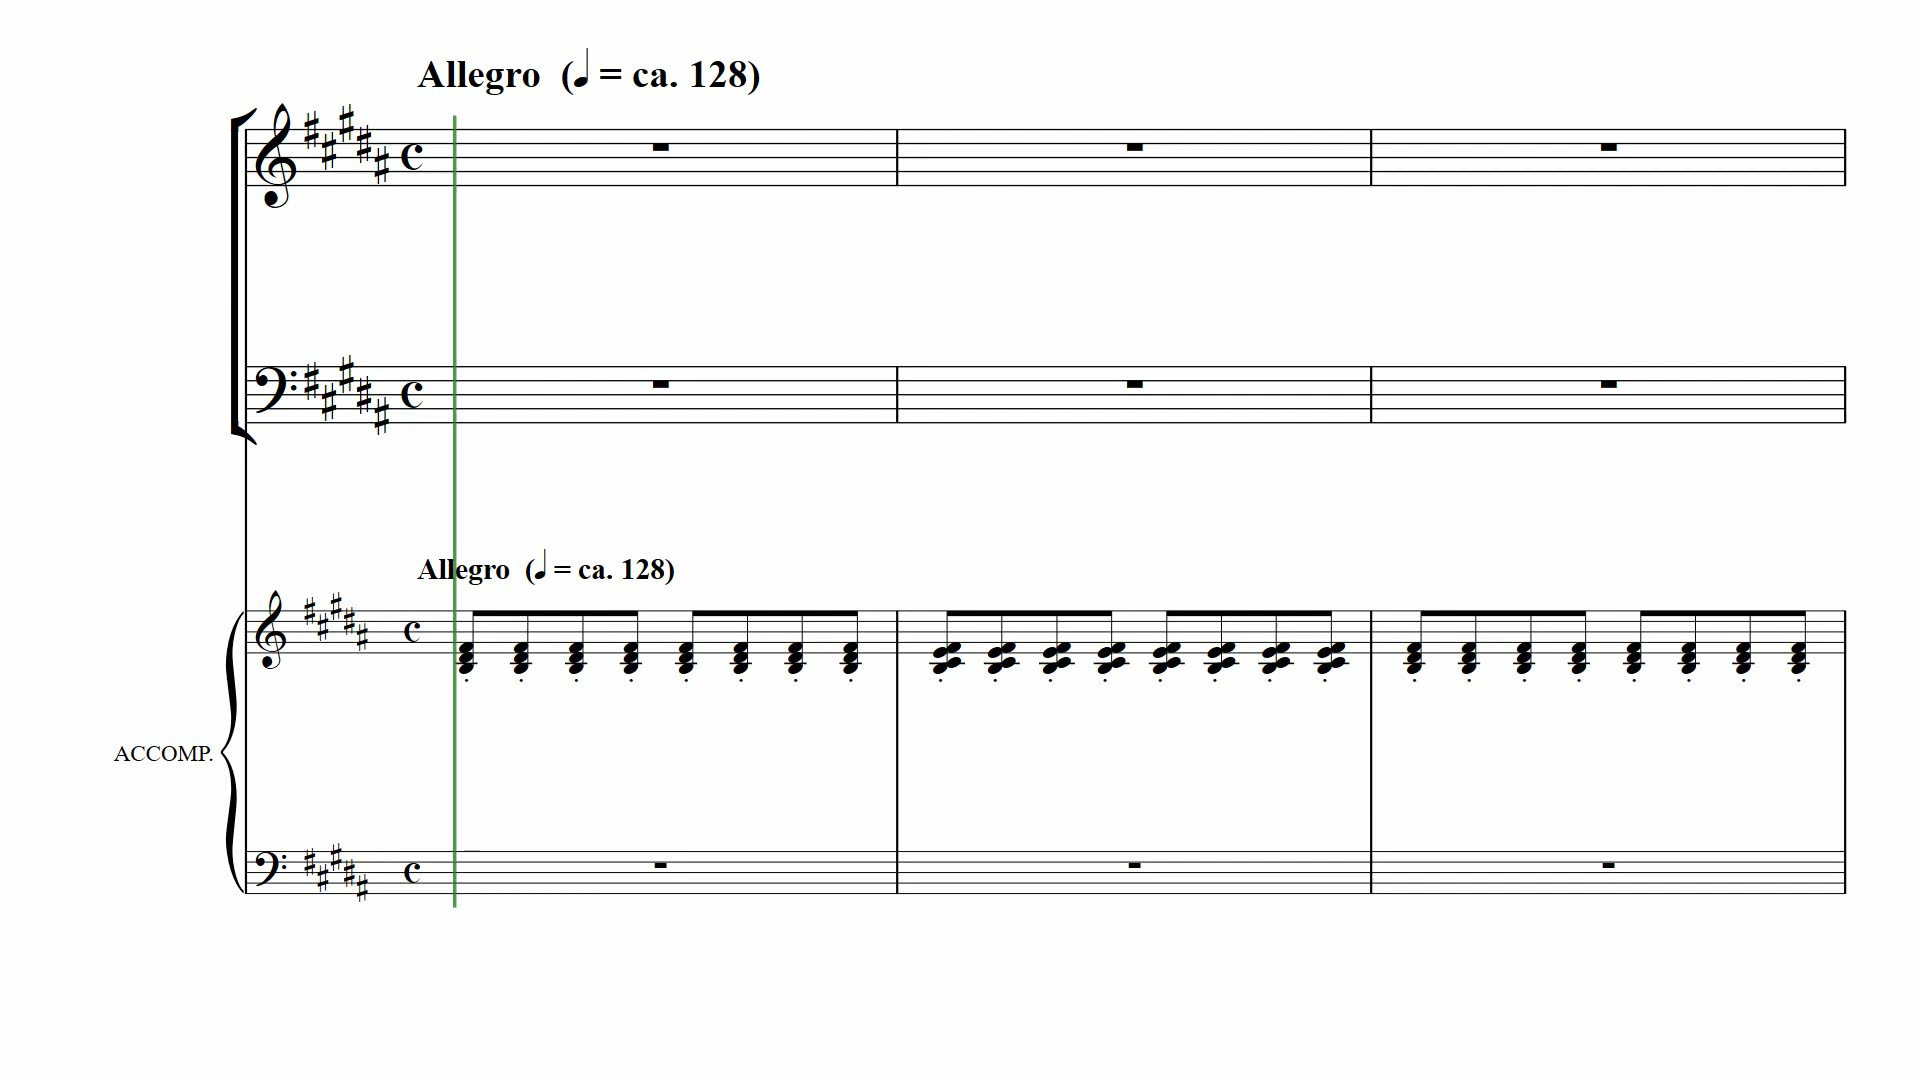 Allegro (♩ = ca. 128)
Allegro (♩ = ca. 128)
ACCOMP.